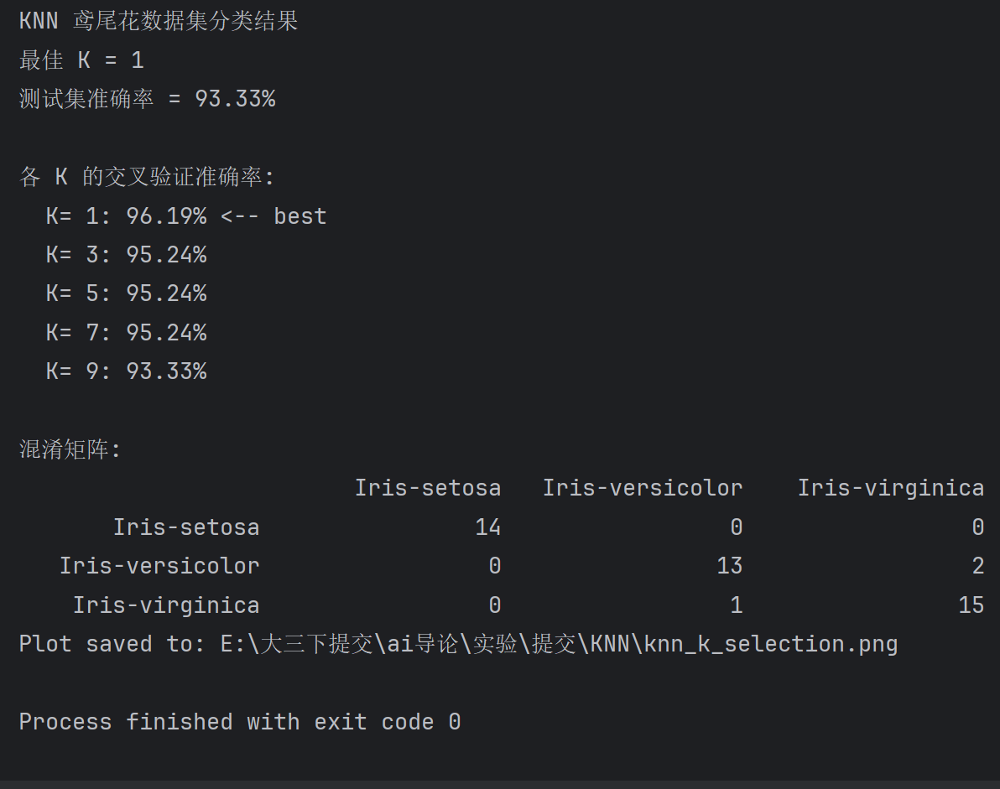 KNN 鸢尾花数据集分类结果
最佳 K = 1
测试集准确率 = 93.33%
各 K 的交叉验证准确率:
K= 1: 96.19% <-- best
K= 3: 95.24%
K= 5: 95.24%
K= 7: 95.24%
K= 9: 93.33%
混淆矩阵:
Iris-setosa Iris-versicolor Iris-virginica
Iris-setosa 14 0 0
Iris-versicolor 0 13 2
Iris-virginica 0 1 15
Plot saved to: E:\大三下提交\ai导论\实验\提交\KNN\knn_k_selection.png
Process finished with exit code 0